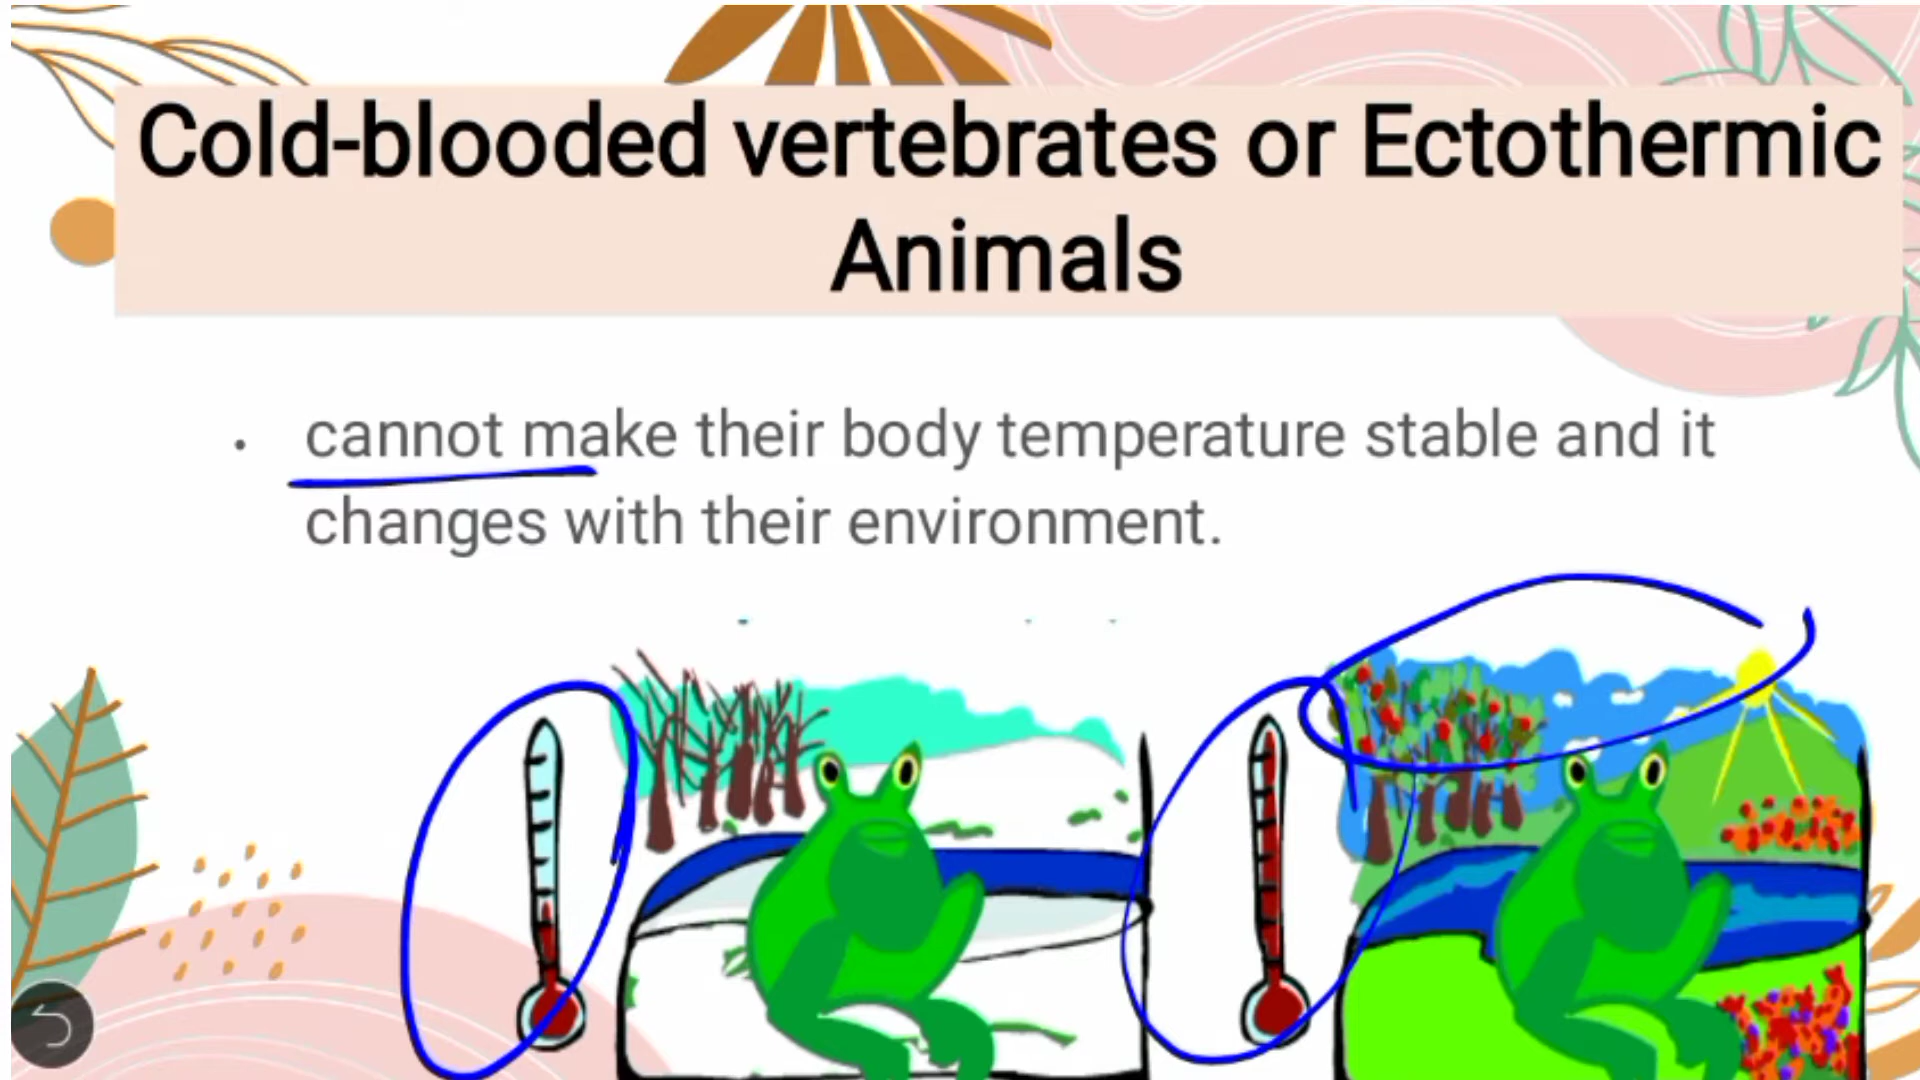 Cold-blooded vertebrates or Ectothermic
Animals
• cannot make their body temperature stable and it
changes with their environment.